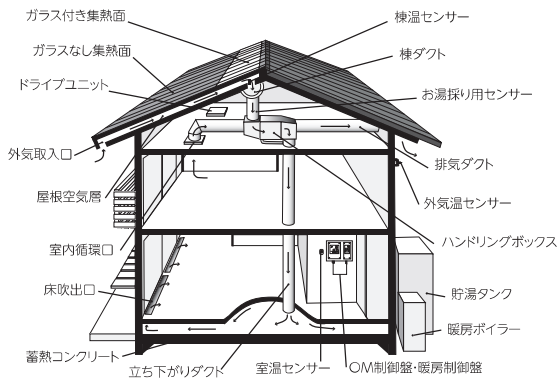 ガラス付き集熱面
ガラスなし集熱面
ドライブユニット
外気取入口
屋根空気層
室内循環口
床吹出口
蓄熱コンクリート
立ち下がりダクト
棟温センサー
棟ダクト
お湯採り用センサー
排気ダクト
外気温センサー
ハンドリングボックス
貯湯タンク
暖房ボイラー
室温センサー
OM制御盤・暖房制御盤